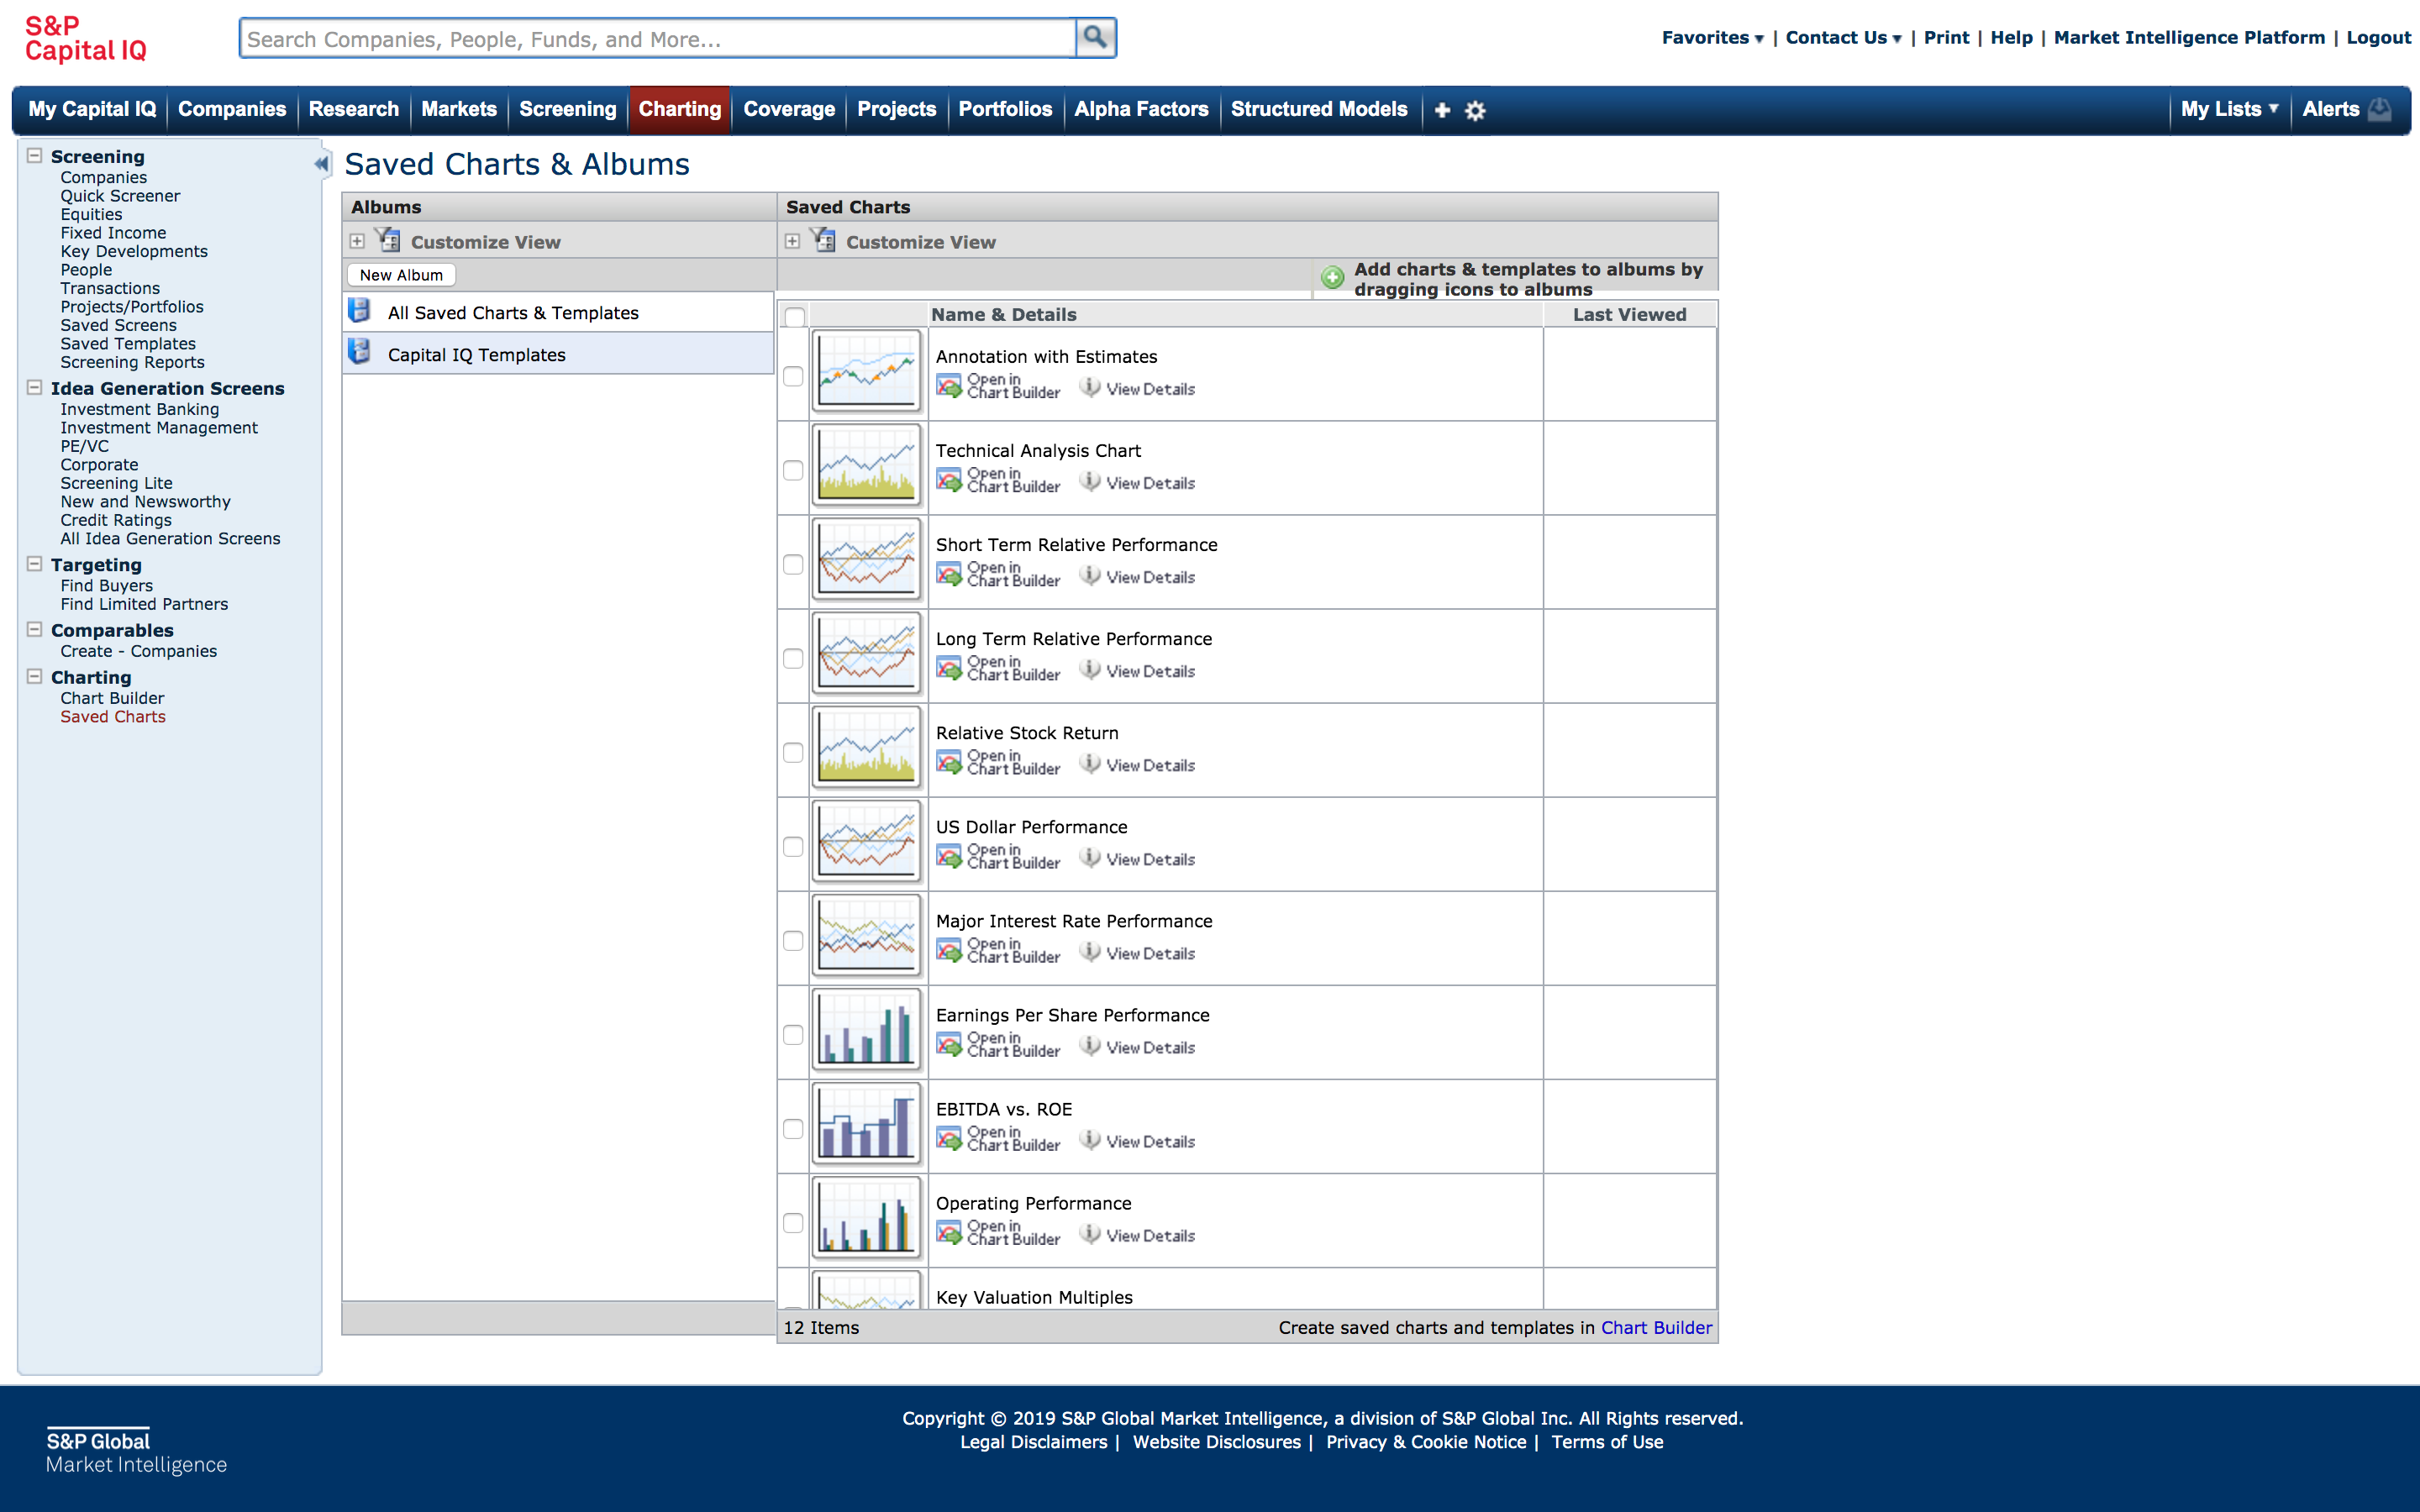 S&P
Capital IQ
Search Companies, People, Funds, and More...
Favorites ▾ | Contact Us ▾ | Print | Help | Market Intelligence Platform | Logout
My Capital IQ
Companies
Research
Markets
Screening
Charting
Coverage
Projects
Portfolios
Alpha Factors
Structured Models
My Lists ▾
Alerts
Screening
Companies
Quick Screener
Equities
Fixed Income
Key Developments
People
Transactions
Projects/Portfolios
Saved Screens
Saved Templates
Screening Reports
Idea Generation Screens
Investment Banking
Investment Management
PE/VC
Corporate
Screening Lite
New and Newsworthy
Credit Ratings
All Idea Generation Screens
Targeting
Find Buyers
Find Limited Partners
Comparables
Create - Companies
Charting
Chart Builder
Saved Charts
Saved Charts & Albums
Albums
Customize View
New Album
All Saved Charts & Templates
Capital IQ Templates
Saved Charts
Customize View
Add charts & templates to albums by
dragging icons to albums
Name & Details
Last Viewed
Annotation with Estimates
Open in
Chart Builder
View Details
Technical Analysis Chart
Open in
Chart Builder
View Details
Short Term Relative Performance
Open in
Chart Builder
View Details
Long Term Relative Performance
Open in
Chart Builder
View Details
Relative Stock Return
Open in
Chart Builder
View Details
US Dollar Performance
Open in
Chart Builder
View Details
Major Interest Rate Performance
Open in
Chart Builder
View Details
Earnings Per Share Performance
Open in
Chart Builder
View Details
EBITDA vs. ROE
Open in
Chart Builder
View Details
Operating Performance
Open in
Chart Builder
View Details
Key Valuation Multiples
12 Items
Create saved charts and templates in Chart Builder
S&P Global
Market Intelligence
Copyright © 2019 S&P Global Market Intelligence, a division of S&P Global Inc. All Rights reserved.
Legal Disclaimers | Website Disclosures | Privacy & Cookie Notice | Terms of Use